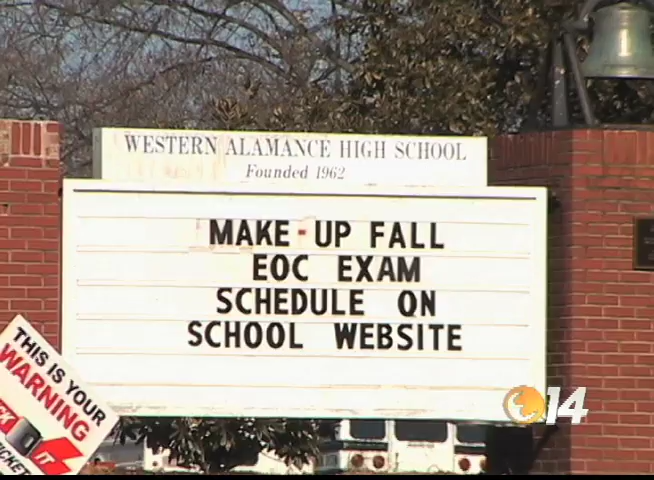 WESTERN ALAMANCE HIGH SCHOOL
Founded 1962
MAKE-UP FALL
EOC EXAM
SCHEDULE ON
SCHOOL WEBSITE
THIS IS YOUR
WARNING
IT
14